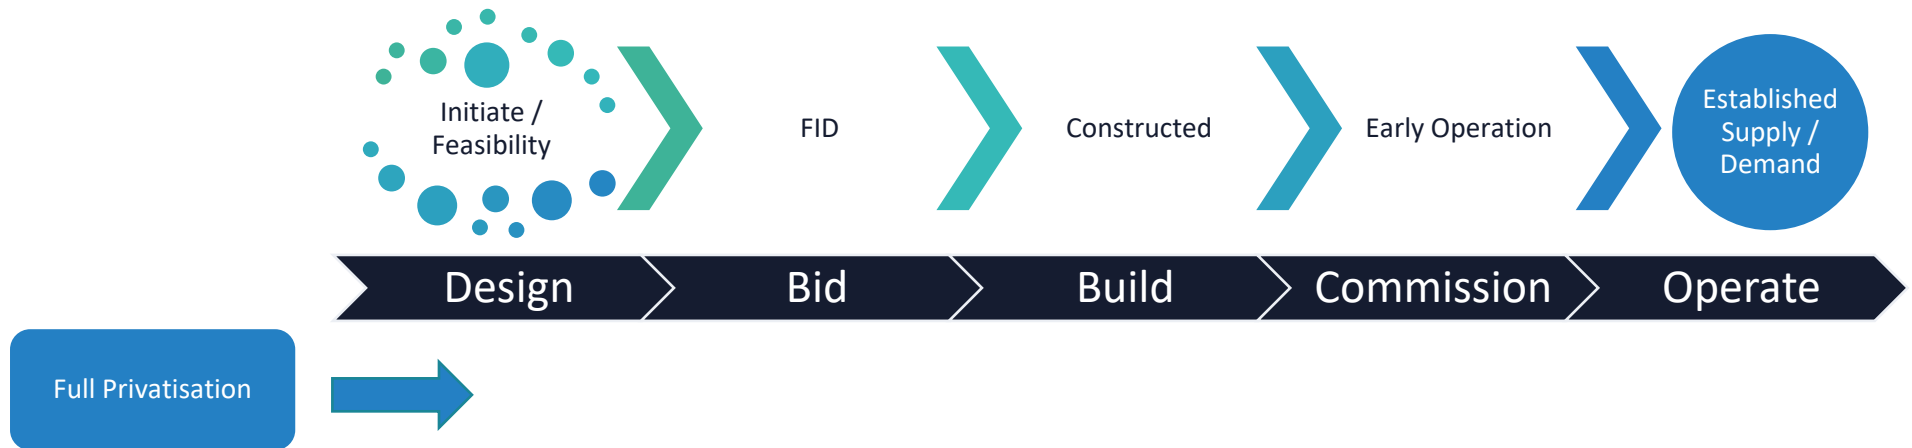 Initiate /
Feasibility
FID
Constructed
Early Operation
Established
Supply /
Demand
Design
Bid
Build
Commission
Operate
Full Privatisation